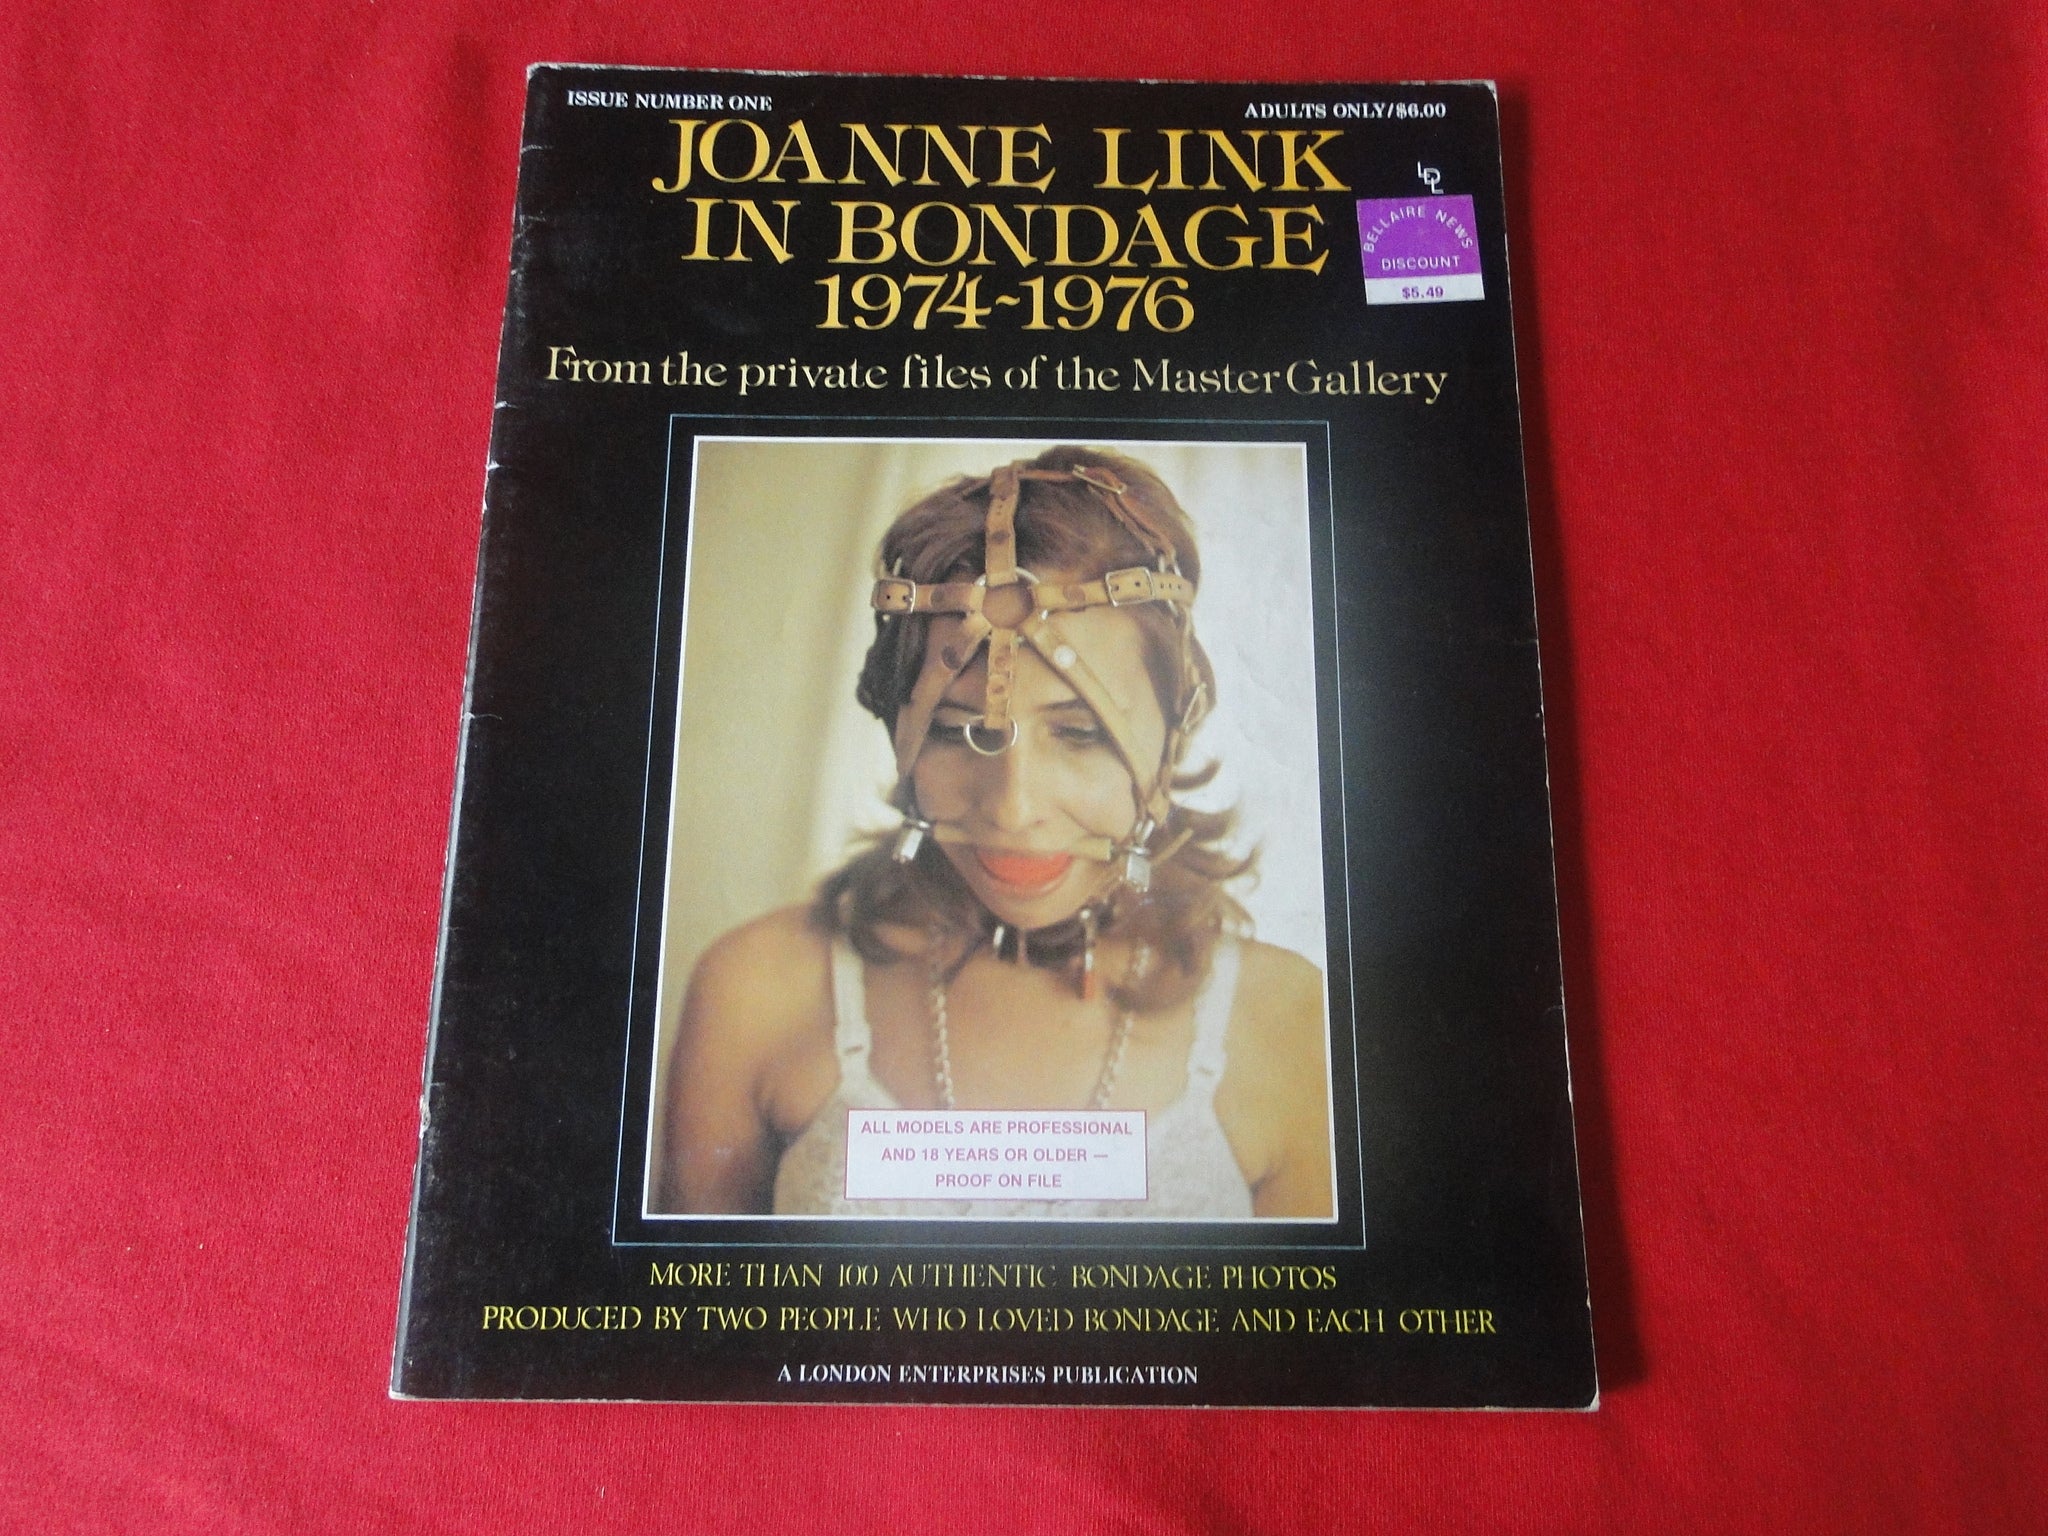 ISSUE NUMBER ONE
ADULTS ONLY/$6.00
JOANNE LINK
IN BONDAGE
1974-1976
LDL
BELLAIRE NEWS
DISCOUNT
$5.49
From the private files of the Master Gallery
ALL MODELS ARE PROFESSIONAL
AND 18 YEARS OR OLDER —
PROOF ON FILE
MORE THAN 100 AUTHENTIC BONDAGE PHOTOS
PRODUCED BY TWO PEOPLE WHO LOVED BONDAGE AND EACH OTHER
A LONDON ENTERPRISES PUBLICATION